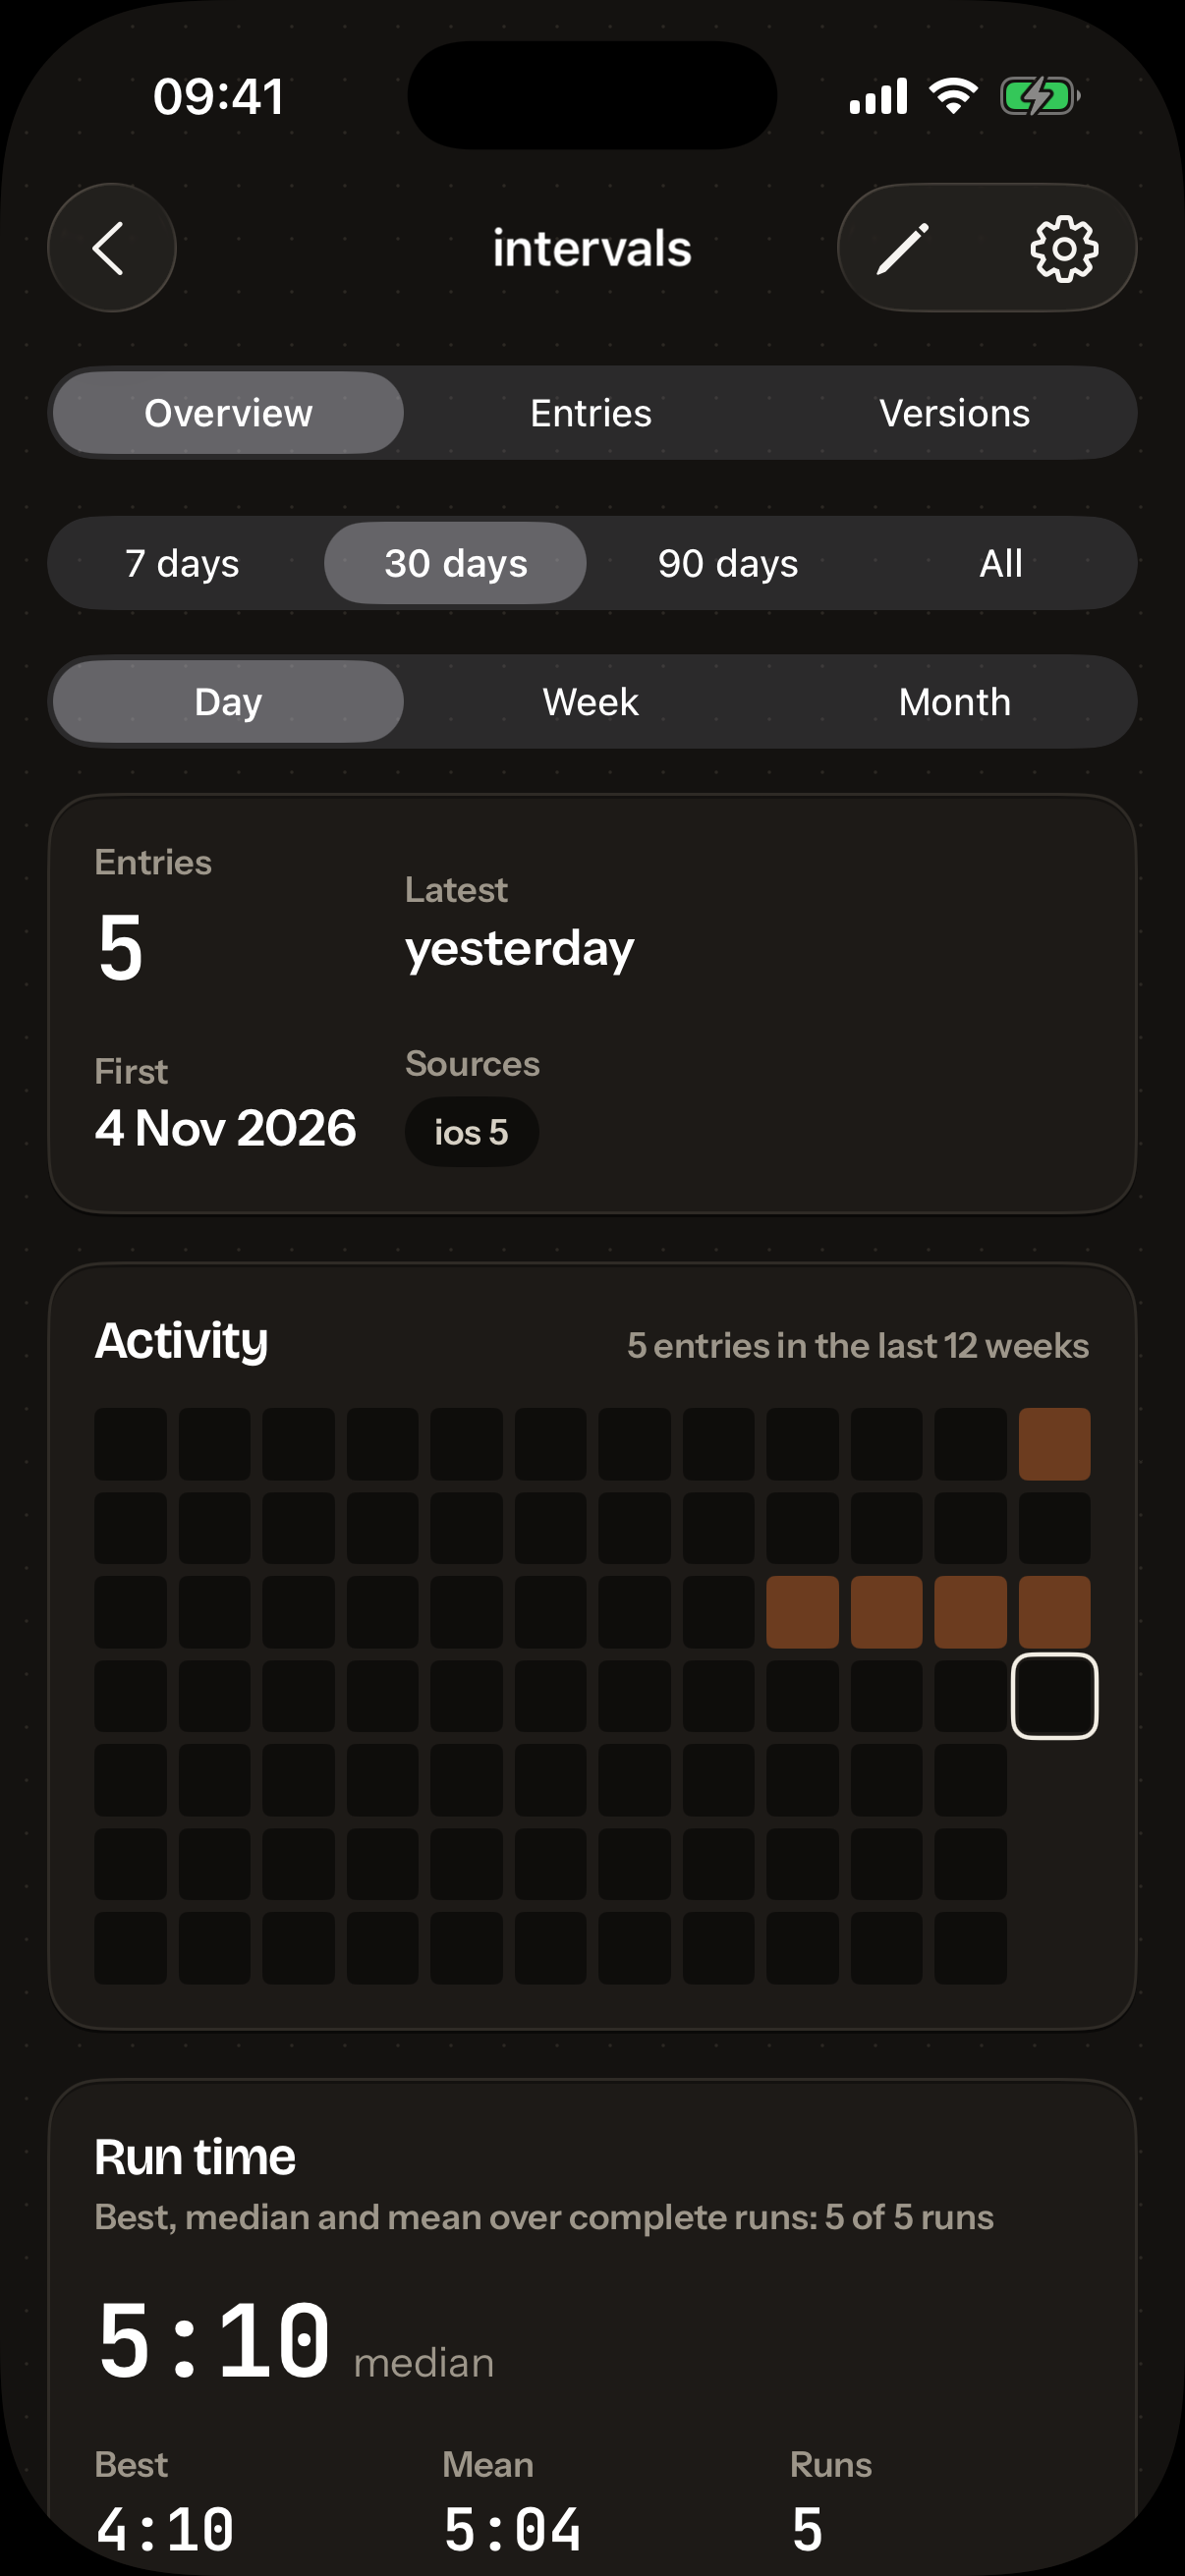 09:41
intervals
Overview Entries Versions
7 days 30 days 90 days All
Day Week Month
Entries
5
Latest
yesterday
First
4 Nov 2026
Sources
ios 5
Activity
5 entries in the last 12 weeks
Run time
Best, median and mean over complete runs: 5 of 5 runs
5:10 median
Best Mean Runs
4:10 5:04 5